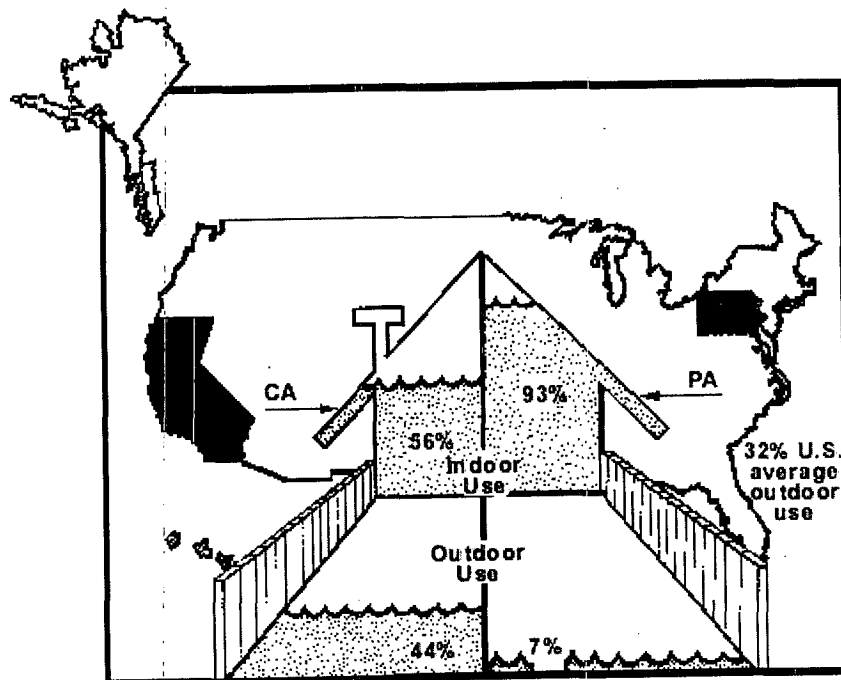 CA
PA
93%
56%
Indoor
Use
32% U.S.
average
outdoor
use
Outdoor
Use
44%
7%